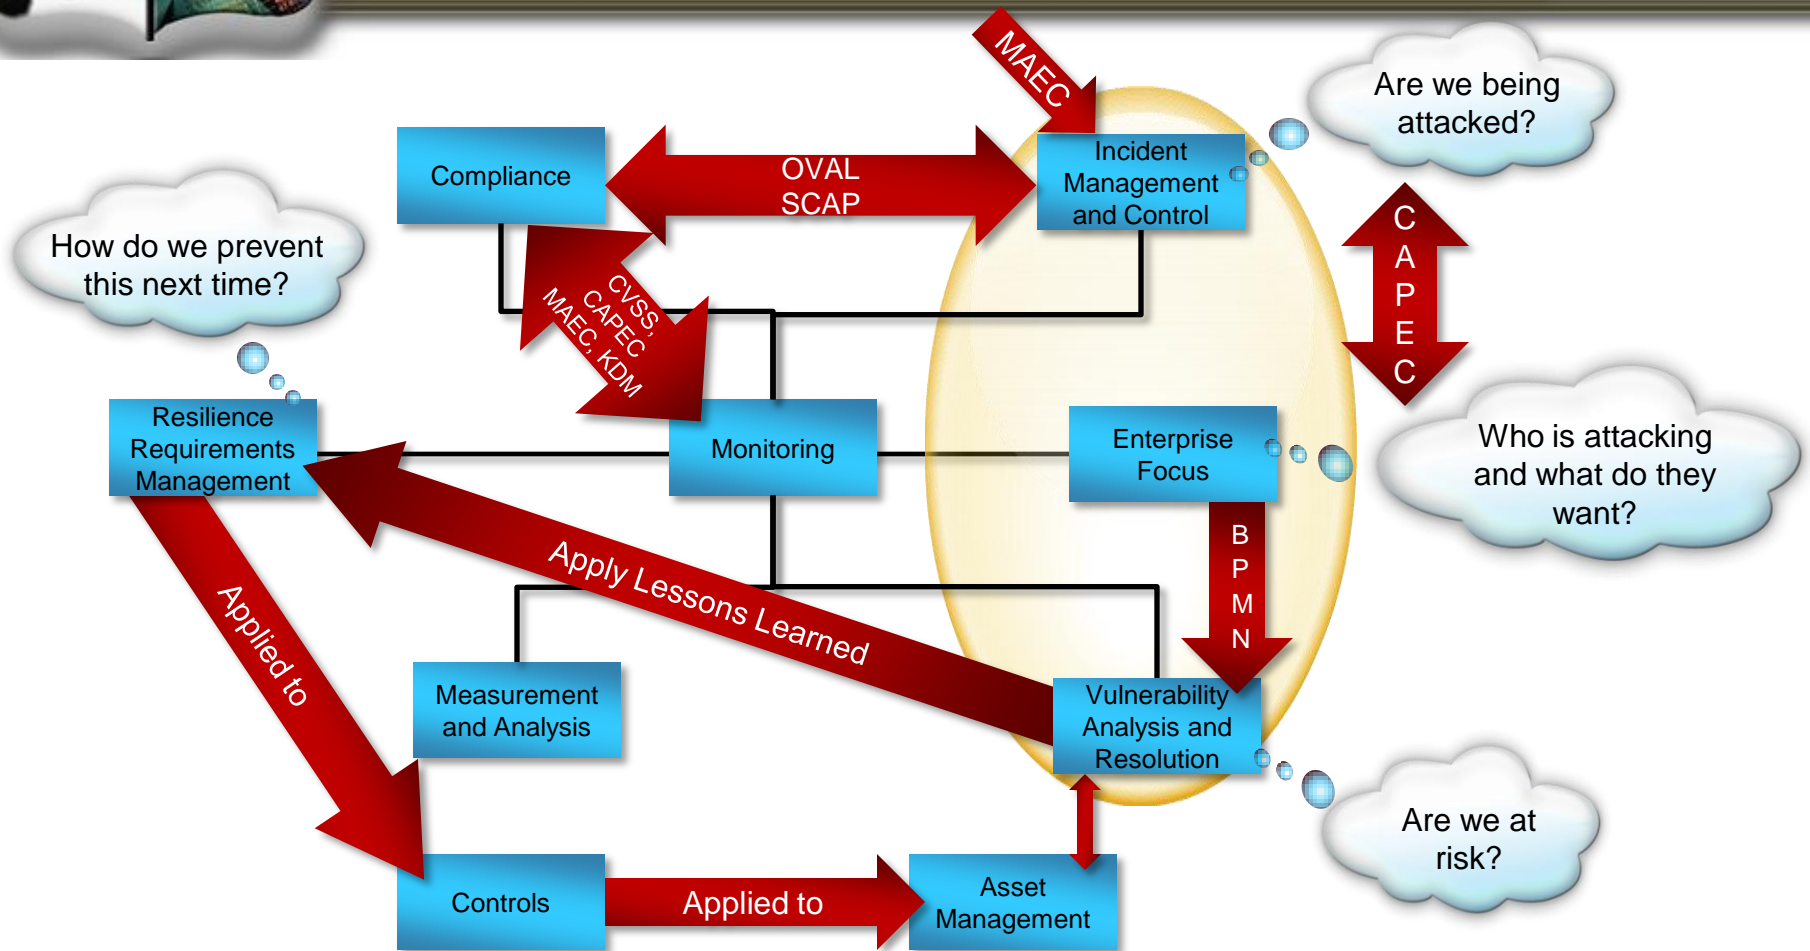 MAEC
Are we being
attacked?
Compliance
OVAL
SCAP
Incident
Management
and Control
How do we prevent
this next time?
C
A
P
E
C
CVSS,
CAPEC
MAEC, KDM
Resilience
Requirements
Management
Monitoring
Enterprise
Focus
Who is attacking
and what do they
want?
B
P
M
N
Apply Lessons Learned
Applied to
Measurement
and Analysis
Vulnerability
Analysis and
Resolution
Are we at
risk?
Controls
Applied to
Asset
Management